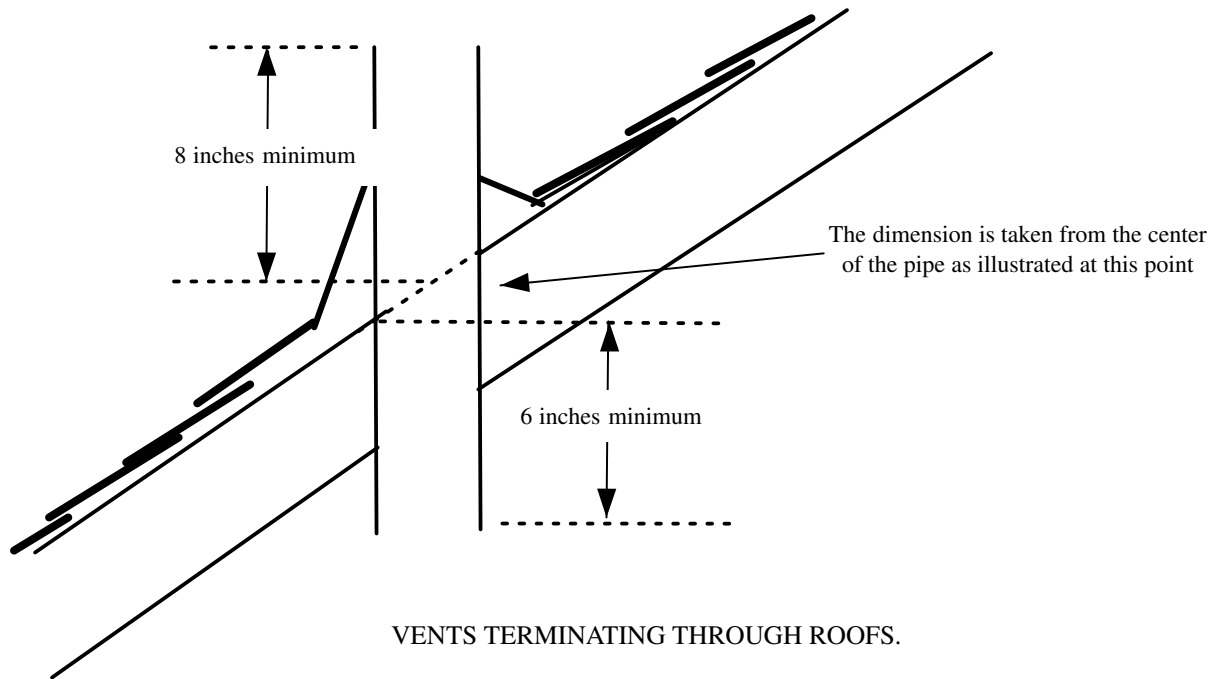 8 inches minimum
The dimension is taken from the center
of the pipe as illustrated at this point
6 inches minimum
VENTS TERMINATING THROUGH ROOFS.